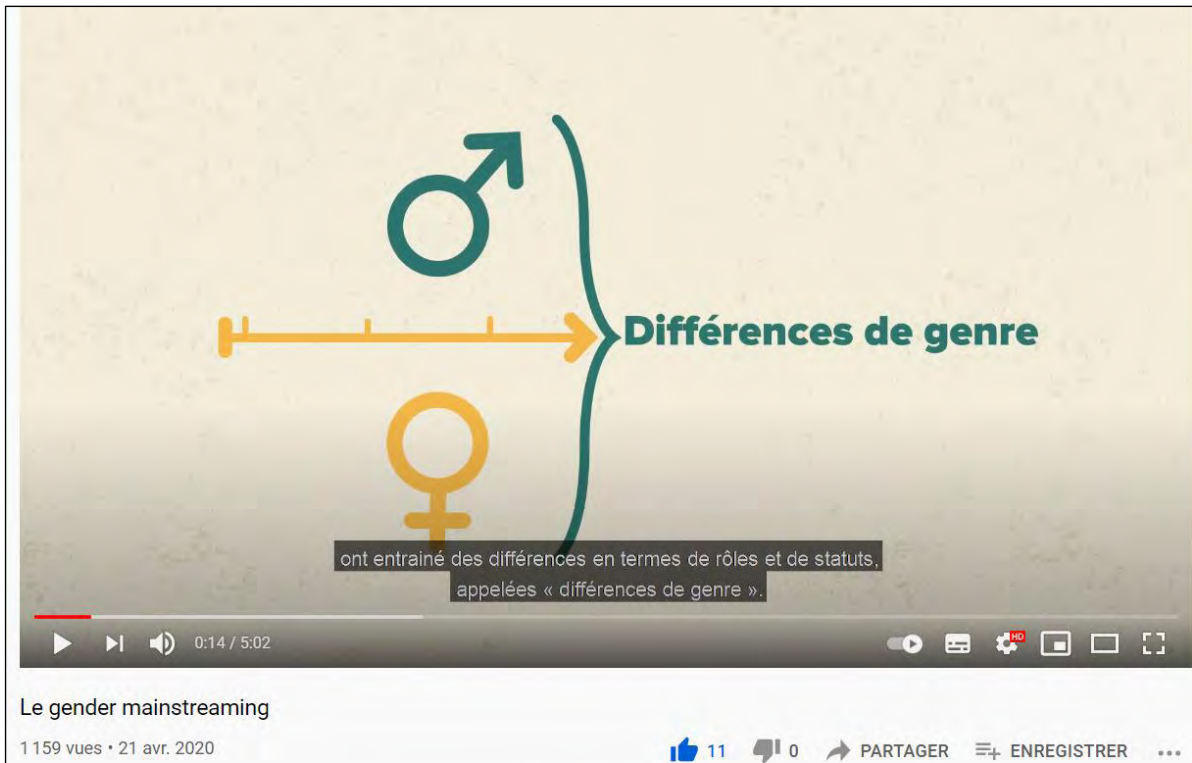 Différences de genre
ont entrainé des différences en termes de rôles et de statuts,
appelées « différences de genre ».
0:14 / 5:02
HD
Le gender mainstreaming
1 159 vues • 21 avr. 2020
11
0
PARTAGER
ENREGISTRER